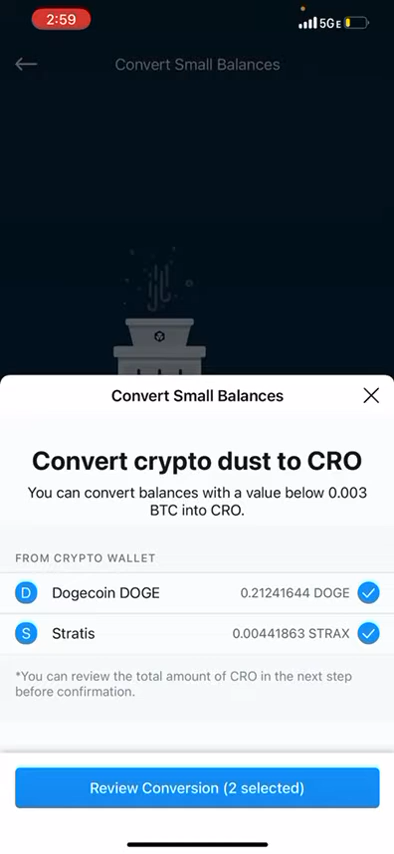 2:59
5GE
Convert Small Balances
Convert Small Balances
Convert crypto dust to CRO
You can convert balances with a value below 0.003
BTC into CRO.
FROM CRYPTO WALLET
D Dogecoin DOGE 0.21241644 DOGE
S Stratis 0.00441863 STRAX
*You can review the total amount of CRO in the next step
before confirmation.
Review Conversion (2 selected)